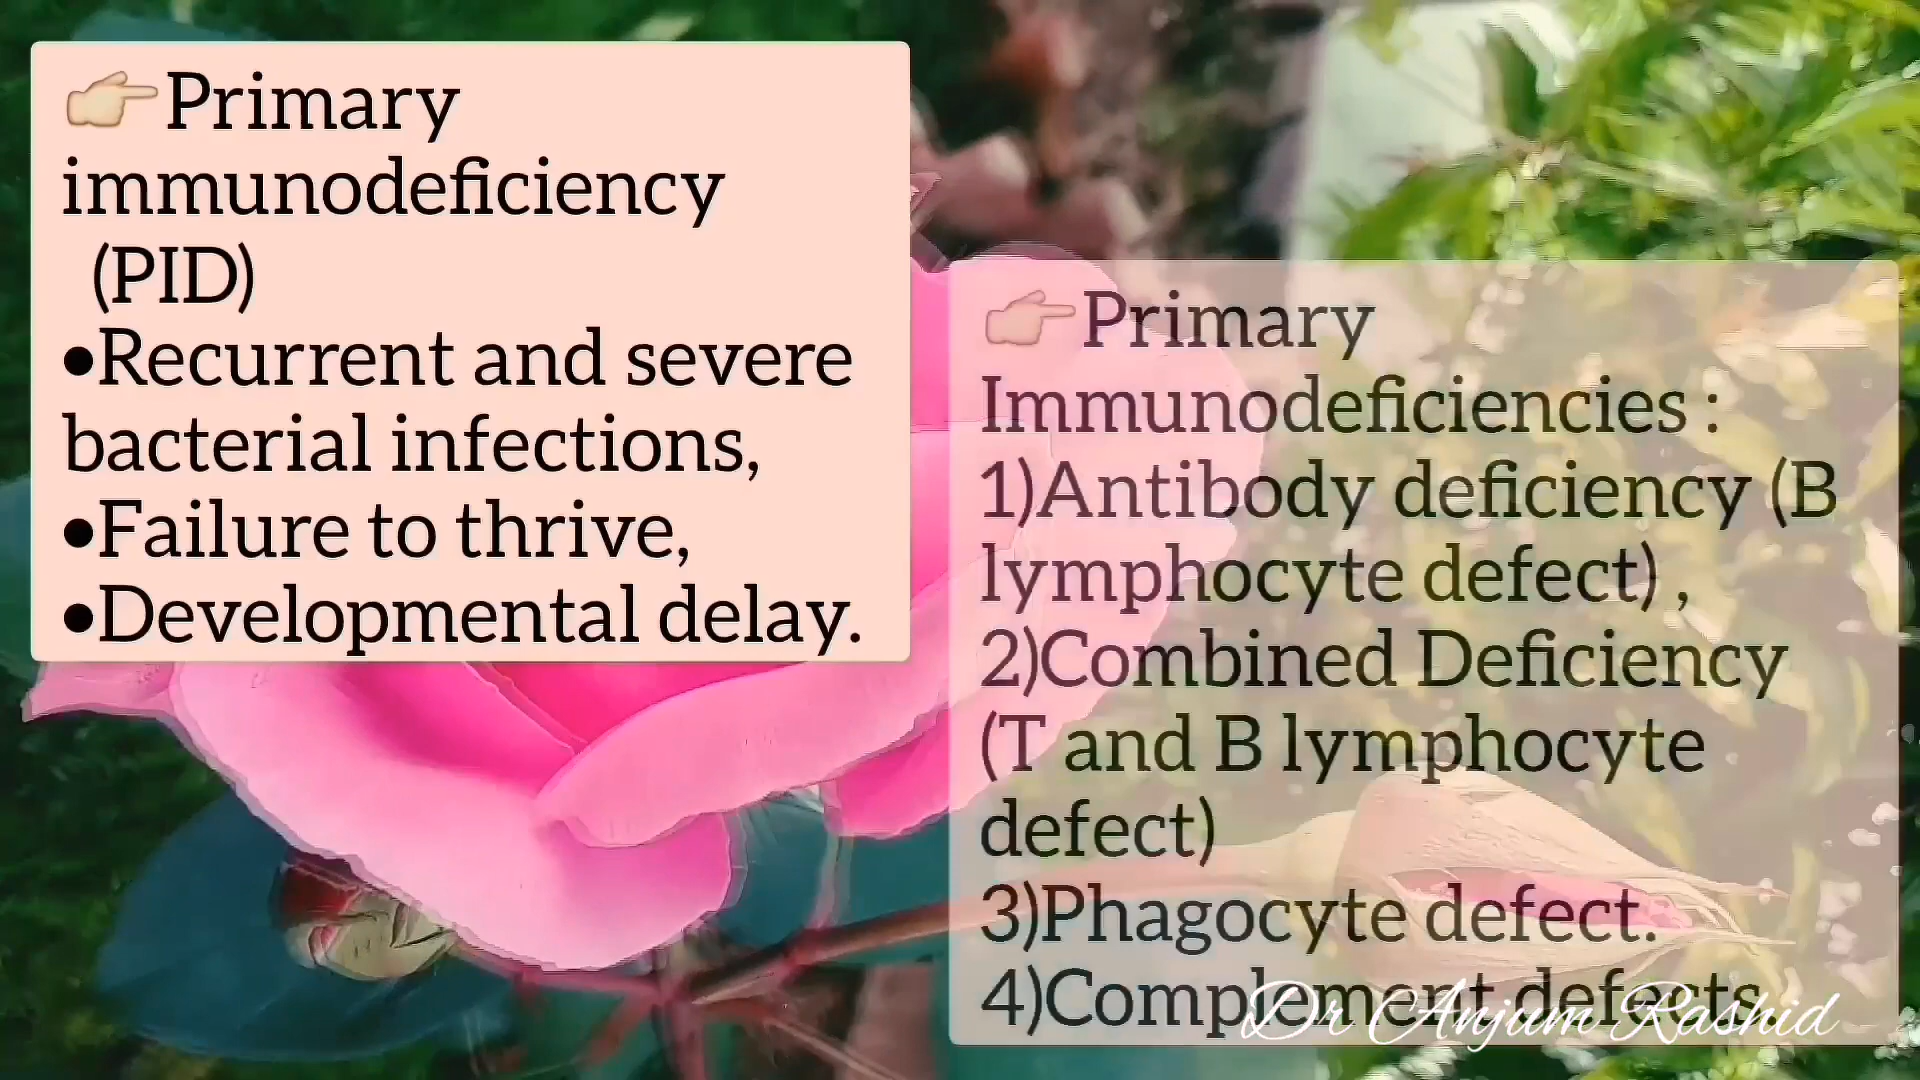 👉Primary
immunodeficiency
(PID)
•Recurrent and severe
bacterial infections,
•Failure to thrive,
•Developmental delay.
👉Primary
Immunodeficiencies :
1)Antibody deficiency (B
lymphocyte defect) ,
2)Combined Deficiency
(T and B lymphocyte
defect)
3)Phagocyte defect.
4)Complement defects
Dr Anjum Rashid